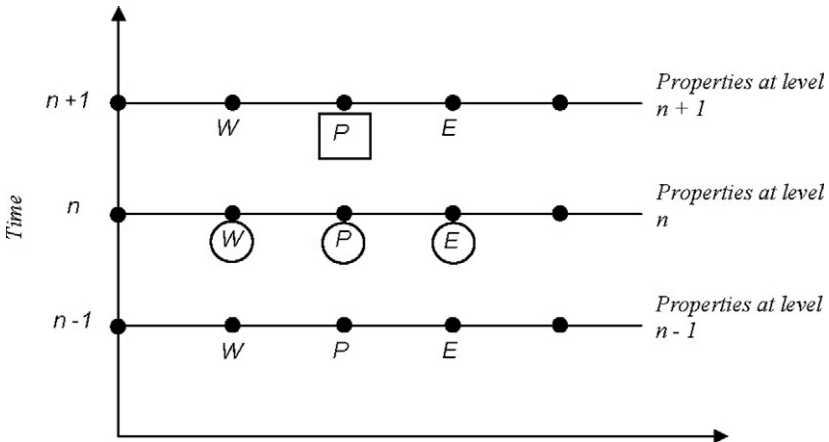 n+1
W
P
E
Properties at level
n + 1
Time
n
W
P
E
Properties at level
n
n-1
W
P
E
Properties at level
n - 1